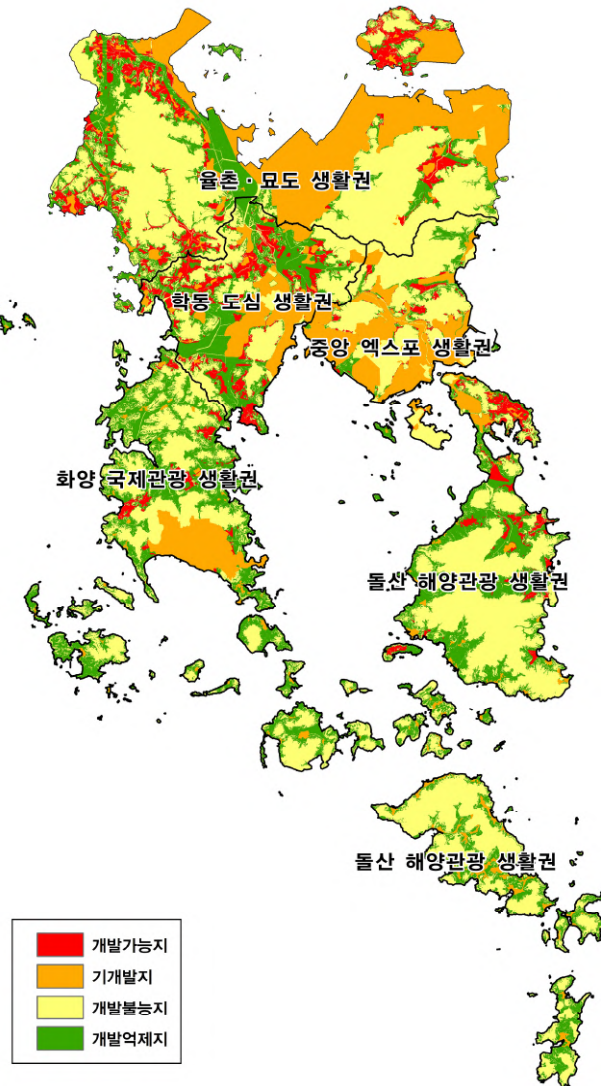 율촌·묘도 생활권
학동 도심 생활권
중앙 엑스포 생활권
화양 국제관광 생활권
돌산 해양관광 생활권
돌산 해양관광 생활권
개발가능지
기개발지
개발불능지
개발억제지